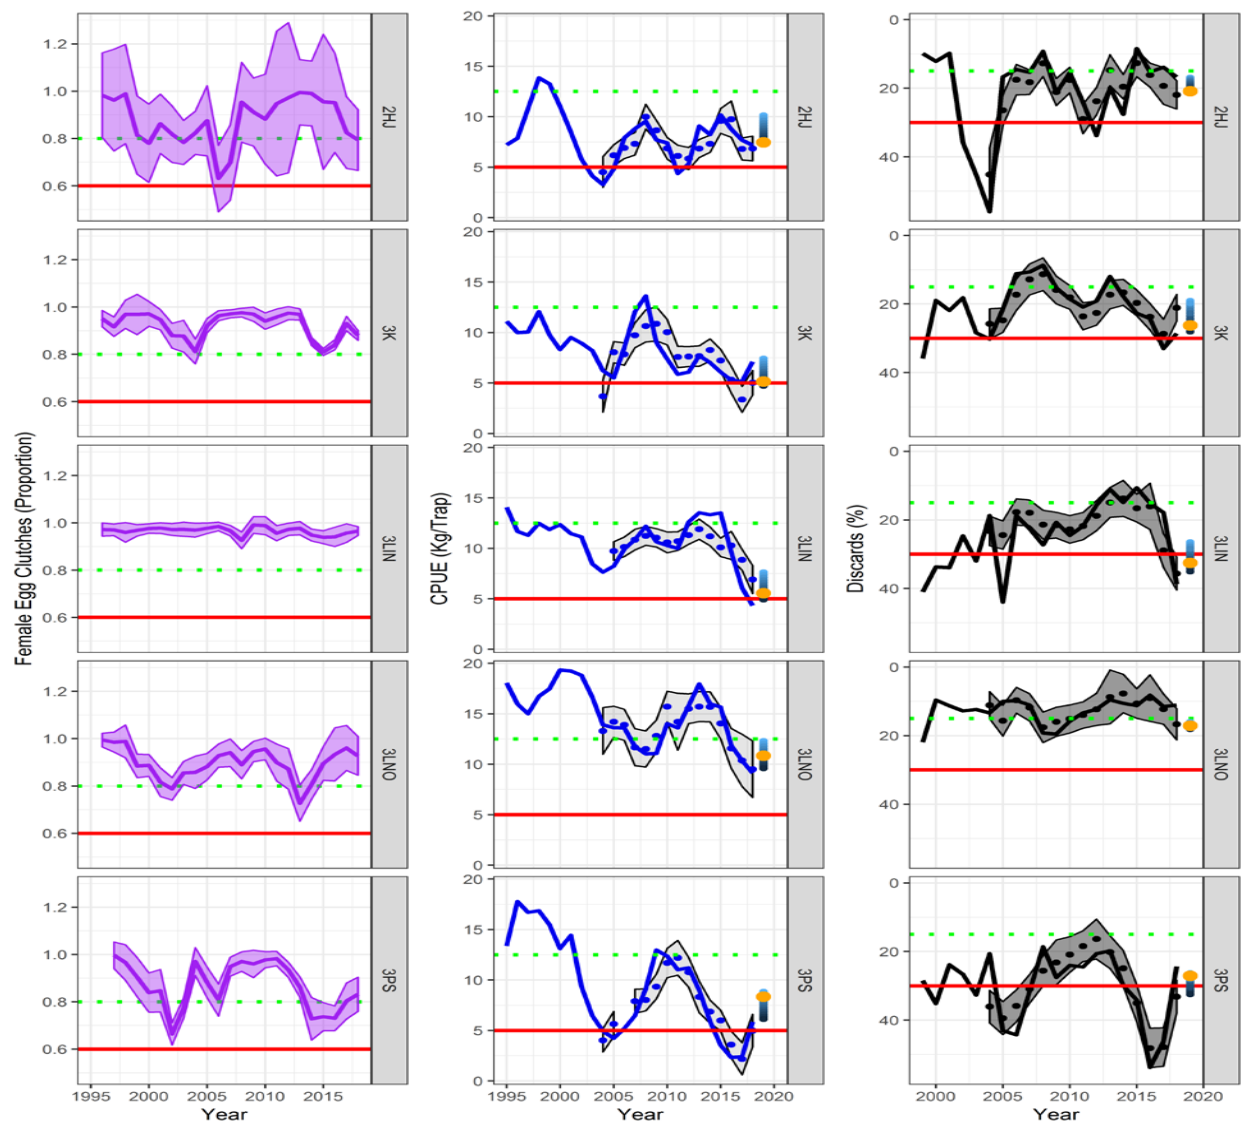 1.2
1.0
0.8
0.6
2HJ
20
15
10
5
0
2HJ
0
20
40
2HJ
1.2
1.0
0.8
0.6
3K
20
15
10
5
0
3K
0
20
40
3K
Female Egg Clutches (Proportion)
1.2
1.0
0.8
0.6
3LIN
CPUE (Kg/Trap)
20
15
10
5
0
3LIN
Discards (%)
0
20
40
3LIN
1.2
1.0
0.8
0.6
3LNO
20
15
10
5
0
3LNO
0
20
40
3LNO
1.2
1.0
0.8
0.6
3PS
20
15
10
5
0
3PS
0
20
40
3PS
1995 2000 2005 2010 2015
Year
1995 2000 2005 2010 2015 2020
Year
2000 2005 2010 2015 2020
Year